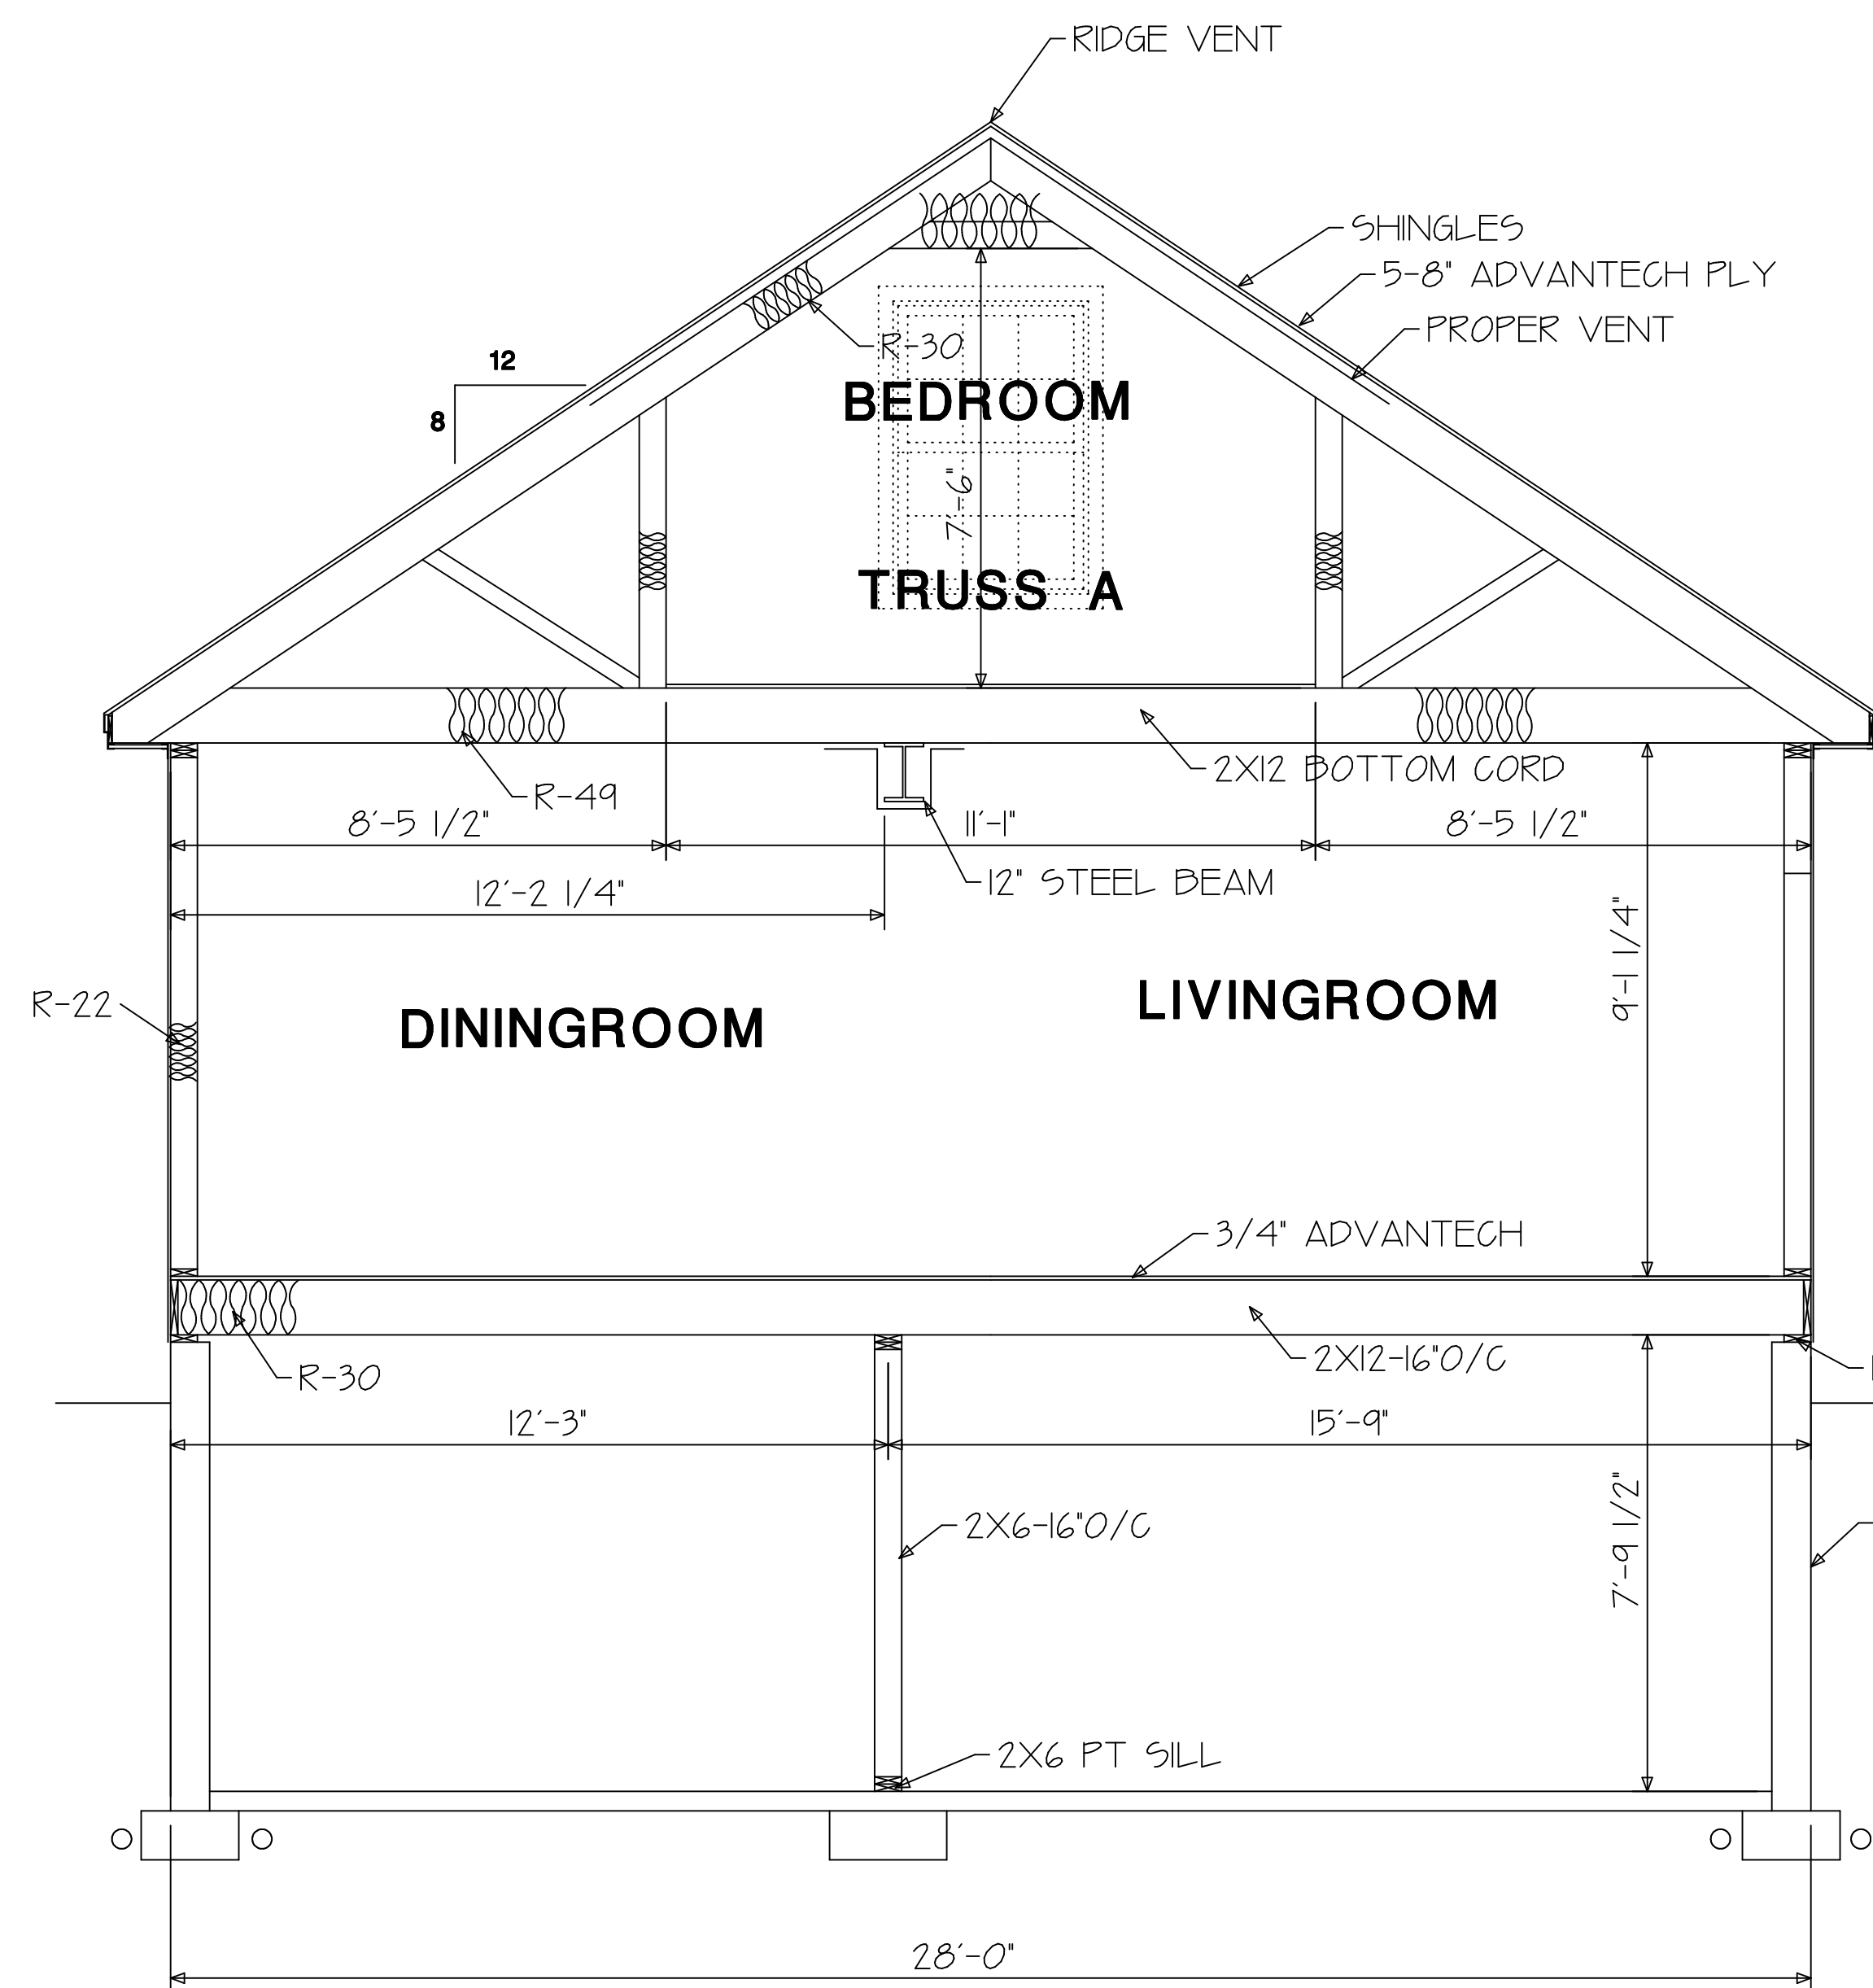 RIDGE VENT
SHINGLES
5-8" ADVANTECH PLY
PROPER VENT
R-30
12
8
BEDROOM
7'-6"
TRUSS A
2X12 BOTTOM CORD
R-49
8'-5 1/2"
11'-1"
8'-5 1/2"
12" STEEL BEAM
12'-2 1/4"
9'-1 1/4"
R-22
DININGROOM
LIVINGROOM
3/4" ADVANTECH
2X12-16"O/C
R-30
12'-3"
15'-9"
7'-9 1/2"
2X6-16"O/C
2X6 PT SILL
28'-0"